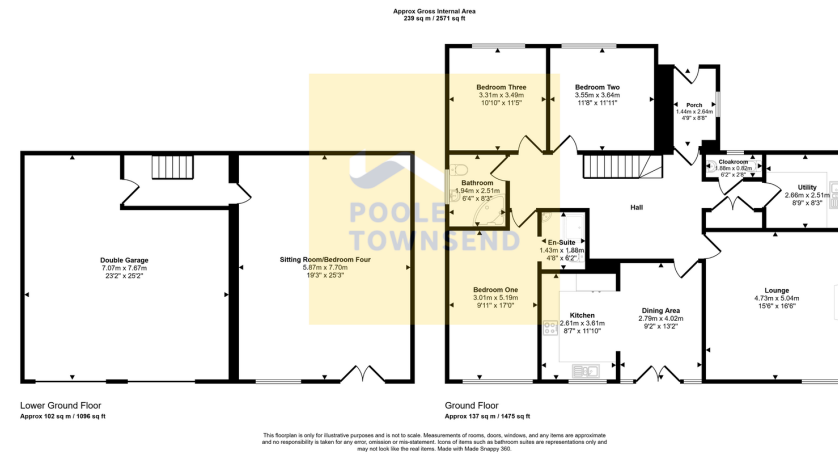 Approx Gross Internal Area
239 sq m / 2571 sq ft
Bedroom Three
3.31m x 3.49m
10'10" x 11'5"
Bedroom Two
3.55m x 3.64m
11'8" x 11'11"
Porch
1.44m x 2.64m
4'9" x 8'8"
Cloakroom
1.88m x 0.82m
6'2" x 2'8"
Bathroom
1.94m x 2.51m
6'4" x 8'3"
Utility
2.66m x 2.51m
8'9" x 8'3"
Hall
POOLE
TOWNSEND
En-Suite
1.43m x 1.88m
4'8" x 6'2"
Double Garage
7.07m x 7.67m
23'2" x 25'2"
Sitting Room/Bedroom Four
5.87m x 7.70m
19'3" x 25'3"
Bedroom One
3.01m x 5.19m
9'11" x 17'0"
Kitchen
2.61m x 3.61m
8'7" x 11'10"
Dining Area
2.79m x 4.02m
9'2" x 13'2"
Lounge
4.73m x 5.04m
15'6" x 16'6"
Lower Ground Floor
Approx 102 sq m / 1096 sq ft
Ground Floor
Approx 137 sq m / 1475 sq ft
This floorplan is only for illustrative purposes and is not to scale. Measurements of rooms, doors, windows, and any items are approximate
and no responsibility is taken for any error, omission or mis-statement. Icons of items such as bathroom suites are representations only and
may not look like the real items. Made with Made Snappy 360.